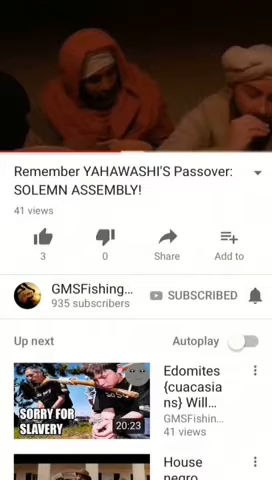 Remember YAHAWASHI'S Passover:
SOLEMN ASSEMBLY!
41 views
3
0
Share
Add to
GMSFishing...
935 subscribers
SUBSCRIBED
Up next
Autoplay
Edomites
{cuacasia
ns} Will...
GMSFishin...
41 views
SORRY FOR
SLAVERY
20:23
House
negro